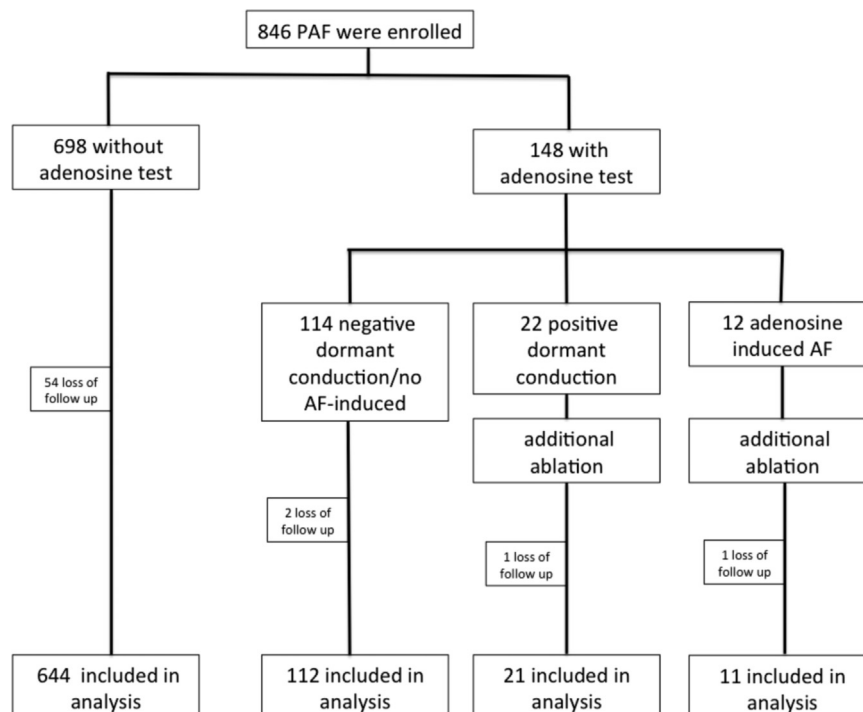 846 PAF were enrolled
698 without
adenosine test
148 with
adenosine test
114 negative
dormant
conduction/no
AF-induced
22 positive
dormant
conduction
12 adenosine
induced AF
54 loss of
follow up
additional
ablation
additional
ablation
2 loss of
follow up
1 loss of
follow up
1 loss of
follow up
644 included in
analysis
112 included in
analysis
21 included in
analysis
11 included in
analysis